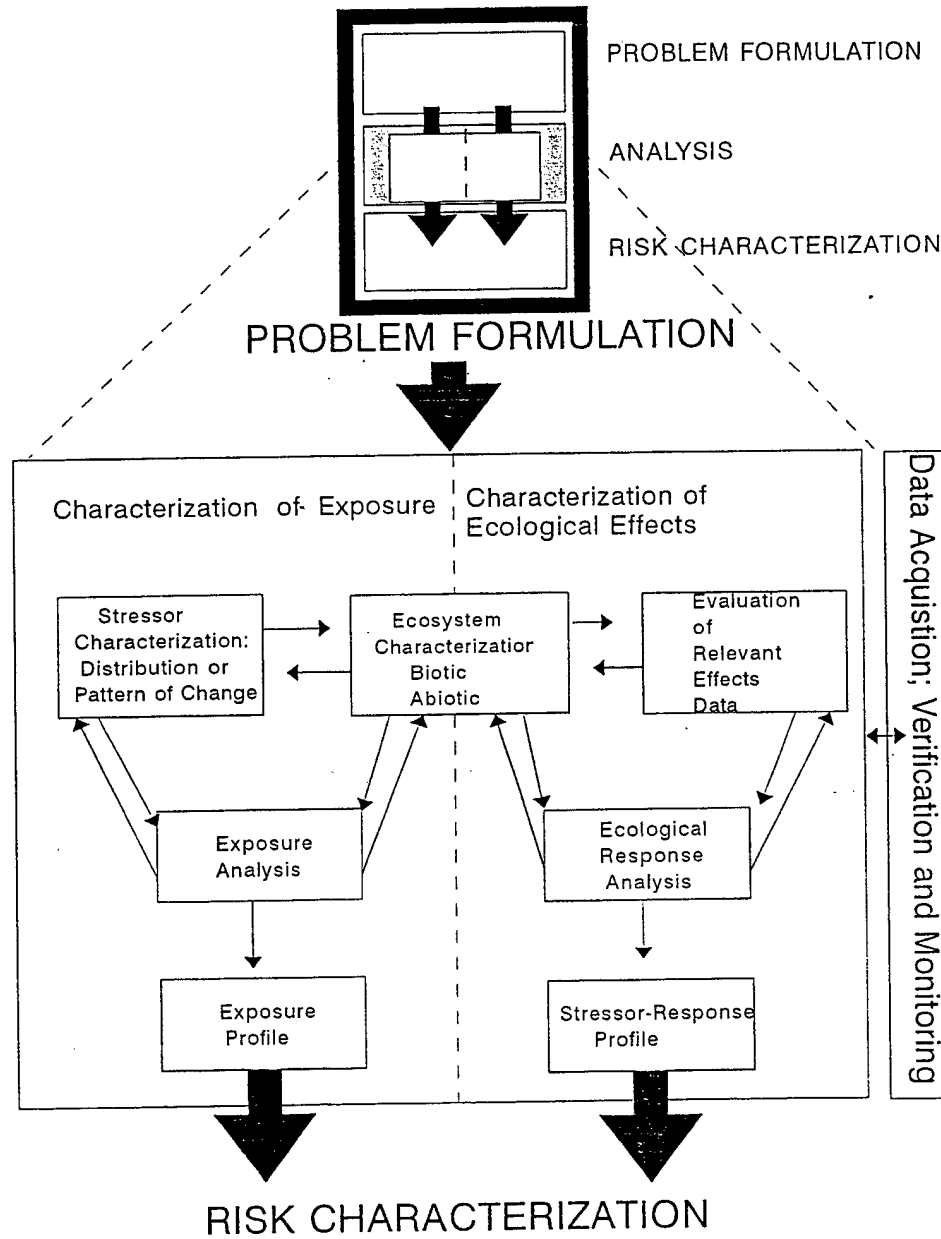 PROBLEM FORMULATION
ANALYSIS
RISK CHARACTERIZATION
PROBLEM FORMULATION
Characterization of Exposure
Characterization of
Ecological Effects
Stressor
Characterization:
Distribution or
Pattern of Change
Ecosystem
Characterization
Biotic
Abiotic
Evaluation
of
Relevant
Effects
Data
Exposure
Analysis
Ecological
Response
Analysis
Exposure
Profile
Stressor-Response
Profile
Data Acquistion; Verification and Monitoring
RISK CHARACTERIZATION